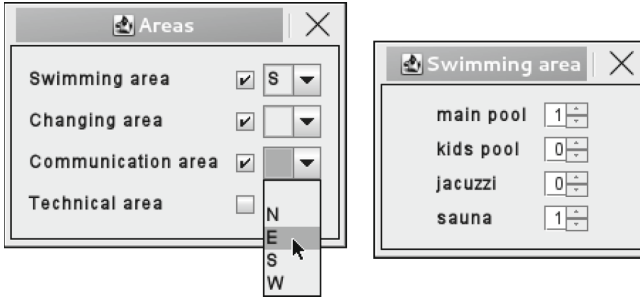 Areas
Swimming area S
Changing area
Communication area
Technical area
N
E
S
W
Swimming area
main pool 1
kids pool 0
jacuzzi 0
sauna 1